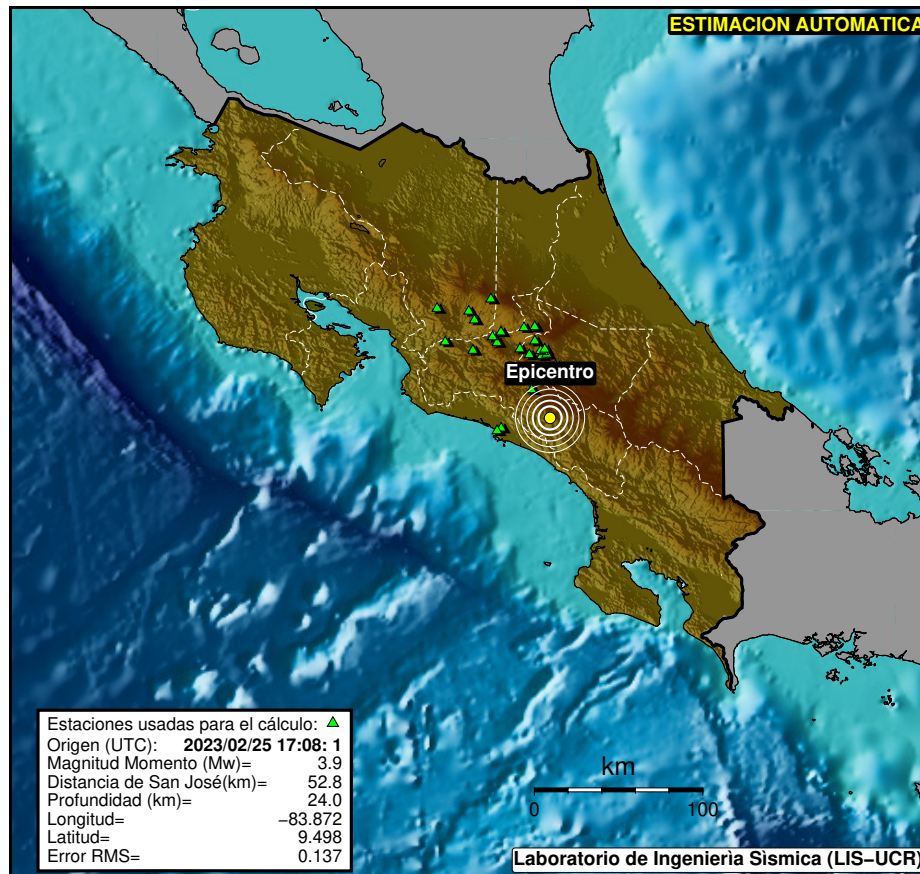 ESTIMACION AUTOMATICA
Epicentro
Estaciones usadas para el cálculo:
Origen (UTC): 2023/02/25 17:08: 1
Magnitud Momento (Mw)= 3.9
Distancia de San José(km)= 52.8
Profundidad (km)= 24.0
Longitud= −83.872
Latitud= 9.498
Error RMS= 0.137
km
0 100
Laboratorio de Ingenierìa Sìsmica (LIS−UCR)